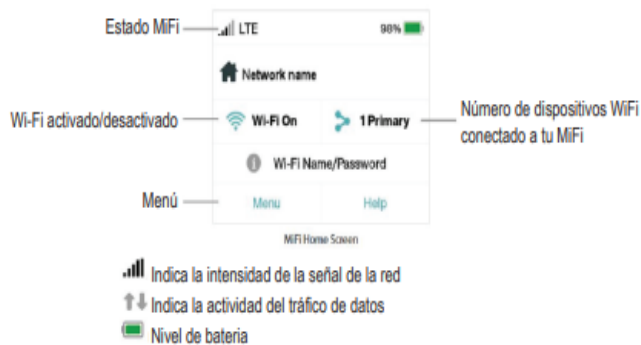 Estado MiFi
LTE 98%
Network name
Wi-Fi activado/desactivado
Wi-Fi On 1 Primary
Número de dispositivos WiFi
conectado a tu MiFi
Wi-Fi Name/Password
Menú
Menu Help
MiFi Home Screen
Indica la intensidad de la señal de la red
Indica la actividad del tráfico de datos
Nivel de bateria